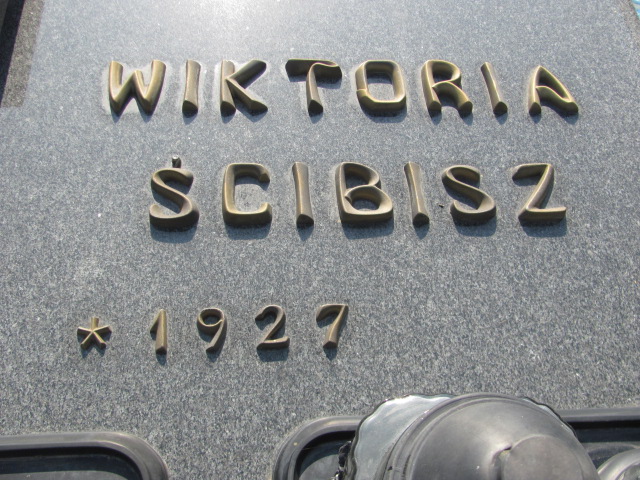 WIKTORIA
ŚCIBISZ
* 1927